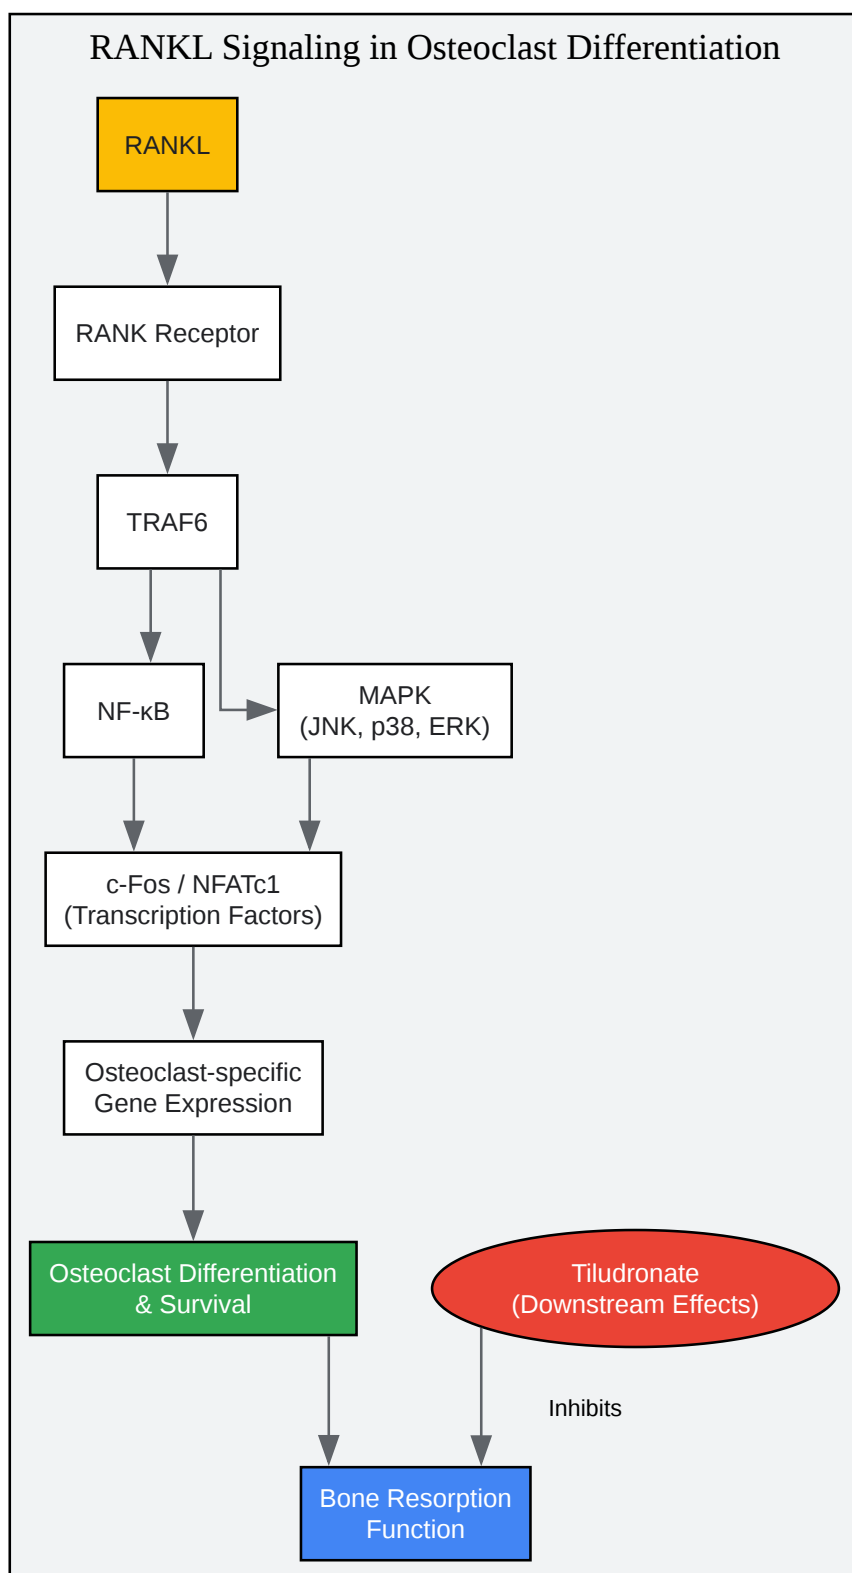 RANKL Signaling in Osteoclast Differentiation
RANKL
RANK Receptor
TRAF6
NF-κB
MAPK
(JNK, p38, ERK)
c-Fos / NFATc1
(Transcription Factors)
Osteoclast-specific
Gene Expression
Osteoclast Differentiation
& Survival
Tiludronate
(Downstream Effects)
Inhibits
Bone Resorption
Function